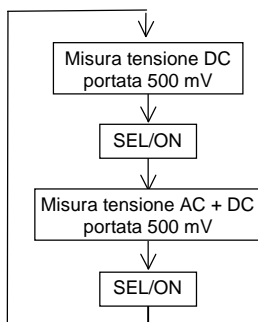 Misura tensione DC
portata 500 mV
SEL/ON
Misura tensione AC + DC
portata 500 mV
SEL/ON